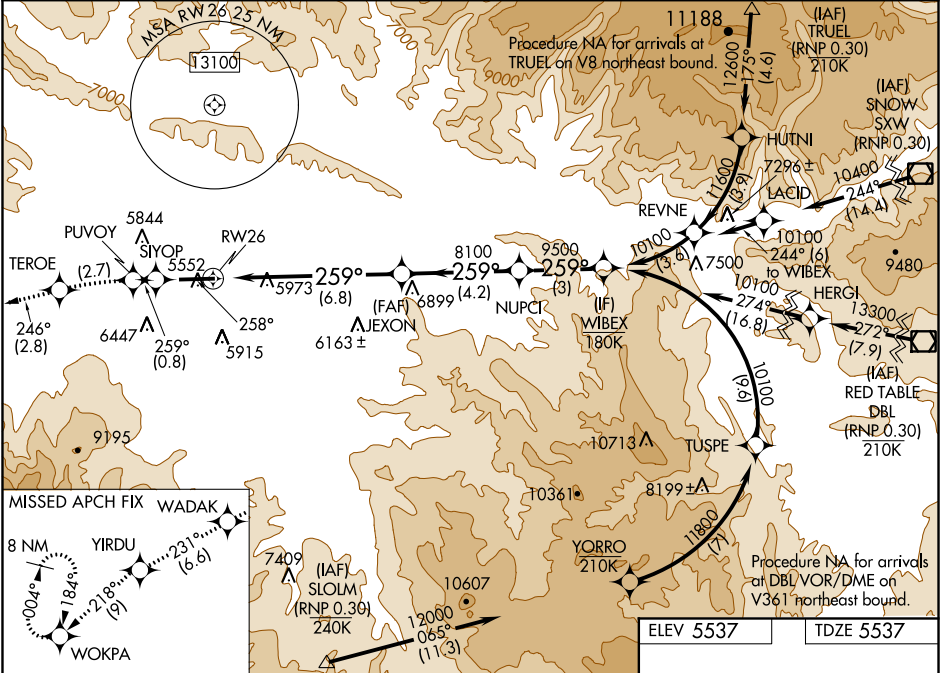 MSA RW26 25 NM
13100
7000
9000
11188
Procedure NA for arrivals at
TRUEL on V8 northeast bound.
12600
175°
(4.6)
(IAF)
TRUEL
(RNP 0.30)
210K
(IAF)
SNOW
SXW
(RNP 0.30)
HUTNI
7296 ±
11600
(3.9)
LACID
10400
244°
(14.4)
REVNE
10100
244° (6)
to WIBEX
9480
10100
(3.6)
7500
10100
274°
(16.8)
HERGI
13300
272°
(7.9)
(IAF)
RED TABLE
DBL
(RNP 0.30)
210K
5844
PUVOY
SIYOP
RW26
TEROE
(2.7)
5552
5973
259°
(6.8)
8100
259°
(4.2)
9500
259°
(3)
(FAF)
JEXON
6899
NUPCI
(IF)
WIBEX
180K
246°
(2.8)
6447
259°
(0.8)
258°
5915
6163 ±
10100
(9.6)
9195
10713
TUSPE
10361
8199 ±
11800
(7)
YORRO
210K
Procedure NA for arrivals
at DBL VOR/DME on
V361 northeast bound.
MISSED APCH FIX
WADAK
8 NM
YIRDU
231°
(6.6)
004°
184°
218°
(9)
WOKPA
7409
(IAF)
SLOLM
(RNP 0.30)
240K
10607
12000
065°
(11.3)
ELEV 5537
TDZE 5537